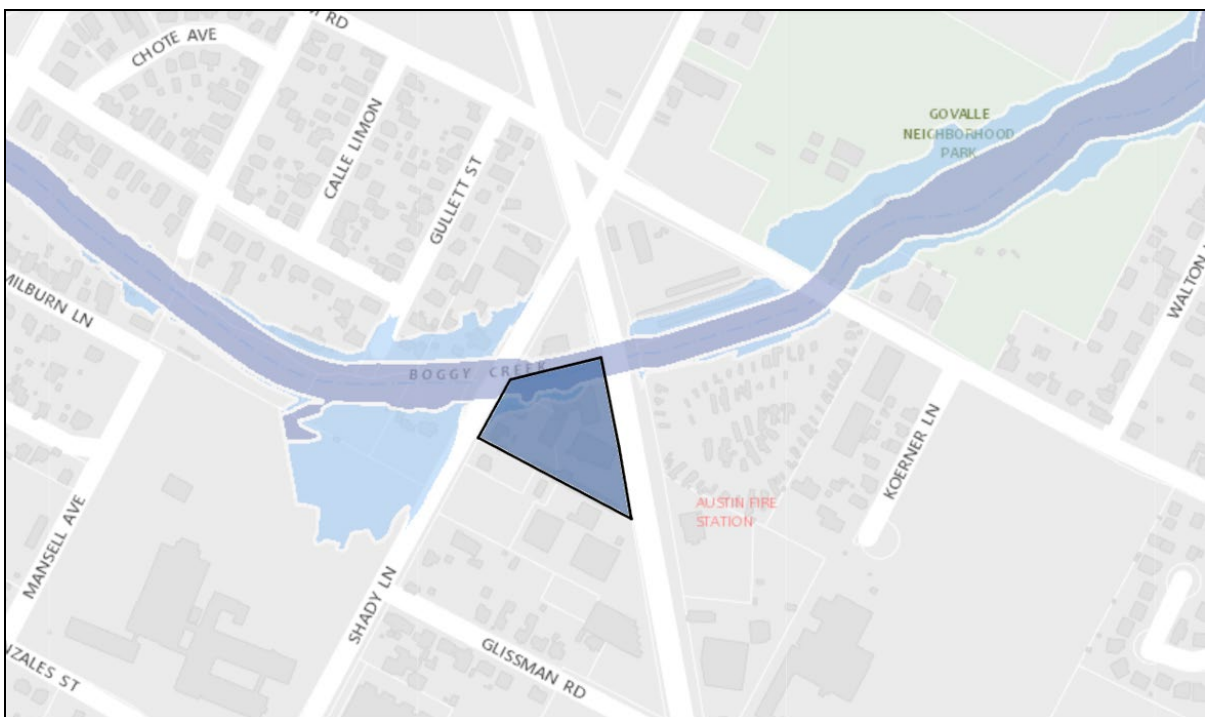 RD
CHOTE AVE
CALLE LIMON
GULLETT ST
GOVALLE
NEIGHBORHOOD
PARK
WALTON
MILBURN LN
BOGGY CREEK
KOERNER LN
AUSTIN FIRE
STATION
MANSELL AVE
SHADY LN
GLISSMAN RD
NZALES ST